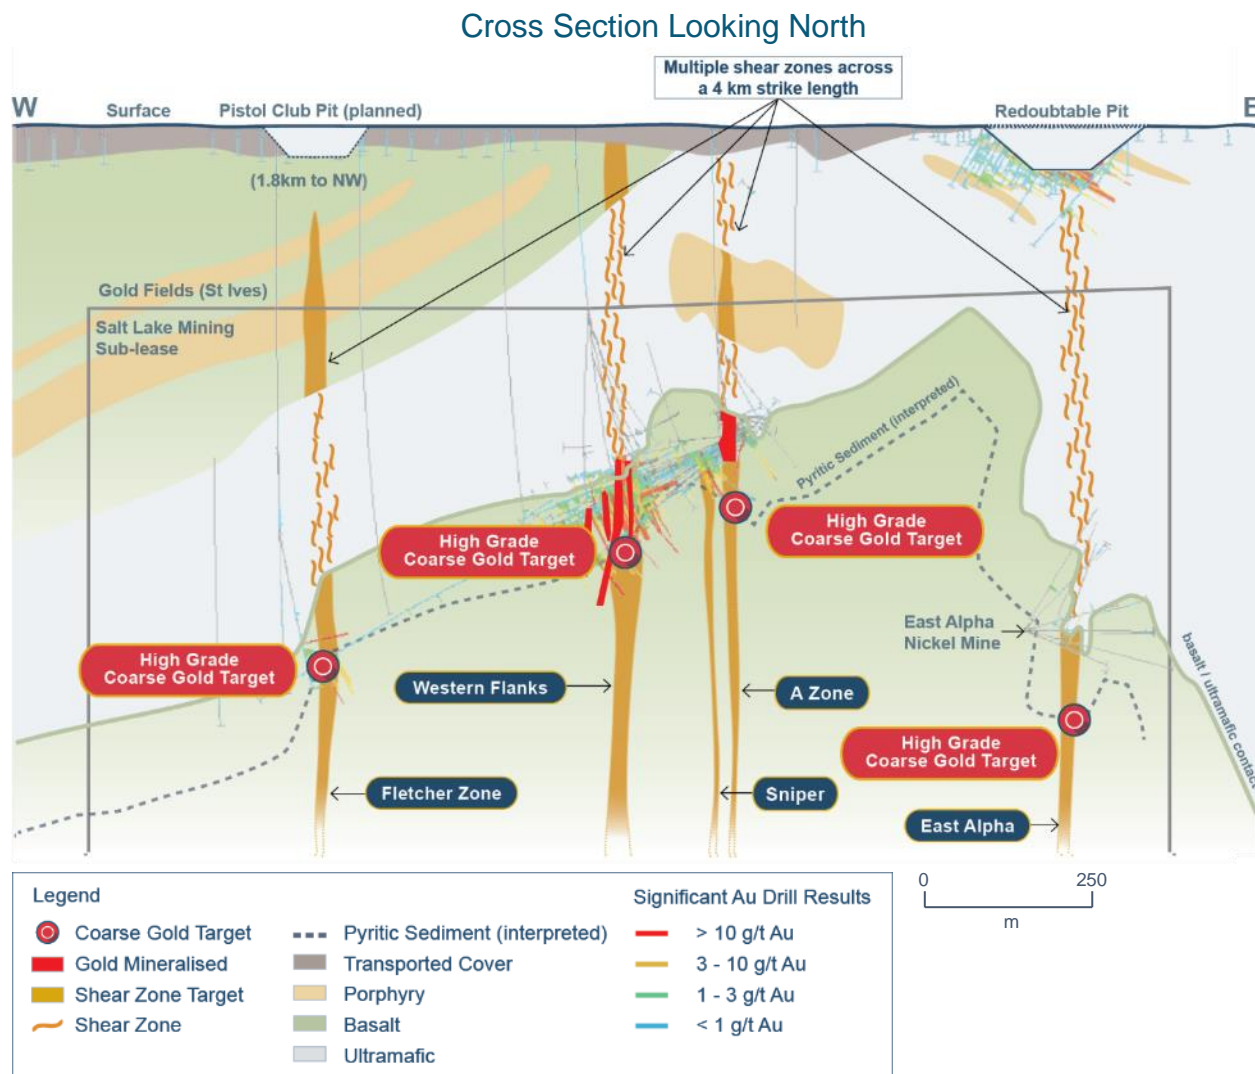 Cross Section Looking North
Multiple shear zones across
a 4 km strike length
W
Surface
Pistol Club Pit (planned)
Redoubtable Pit
E
(1.8km to NW)
Gold Fields (St Ives)
Salt Lake Mining
Sub-lease
Pyritic Sediment (interpreted)
High Grade
Coarse Gold Target
High Grade
Coarse Gold Target
East Alpha
Nickel Mine
High Grade
Coarse Gold Target
Western Flanks
A Zone
basalt / ultramafic contact
High Grade
Coarse Gold Target
Fletcher Zone
Sniper
East Alpha
Legend
Coarse Gold Target
Gold Mineralised
Shear Zone Target
Shear Zone
Pyritic Sediment (interpreted)
Transported Cover
Porphyry
Basalt
Ultramafic
Significant Au Drill Results
> 10 g/t Au
3 - 10 g/t Au
1 - 3 g/t Au
< 1 g/t Au
0 250
m